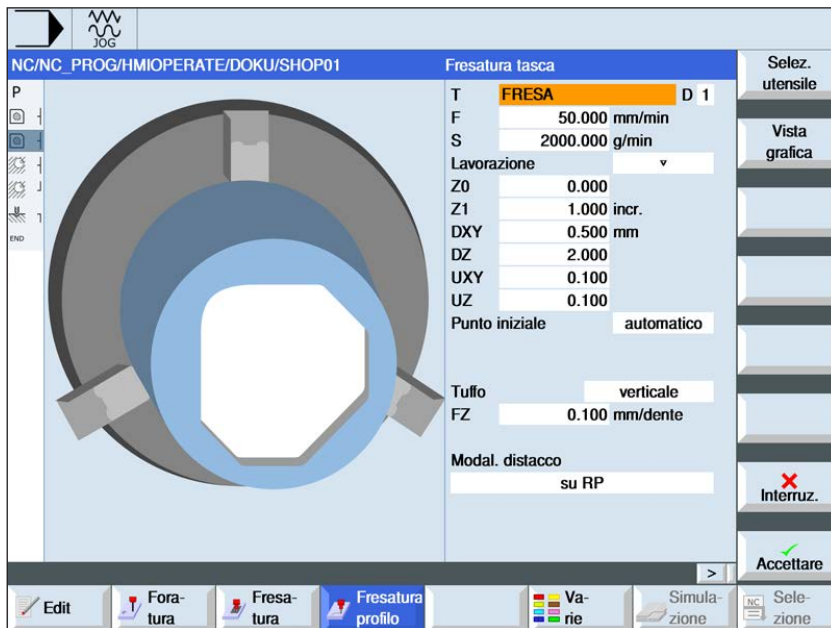 JOG
NC/NC_PROG/HMIOPERATE/DOKU/SHOP01
Fresatura tasca
P
END
T FRESA D 1
F 50.000 mm/min
S 2000.000 g/min
Lavorazione ▿
Z0 0.000
Z1 1.000 incr.
DXY 0.500 mm
DZ 2.000
UXY 0.100
UZ 0.100
Punto iniziale automatico
Tuffo verticale
FZ 0.100 mm/dente
Modal. distacco
su RP
>
Selez.
utensile
Vista
grafica
Interruz.
Accettare
Edit
Fora-
tura
Fresa-
tura
Fresatura
profilo
Va-
rie
Simula-
zione
NC
Sele-
zione